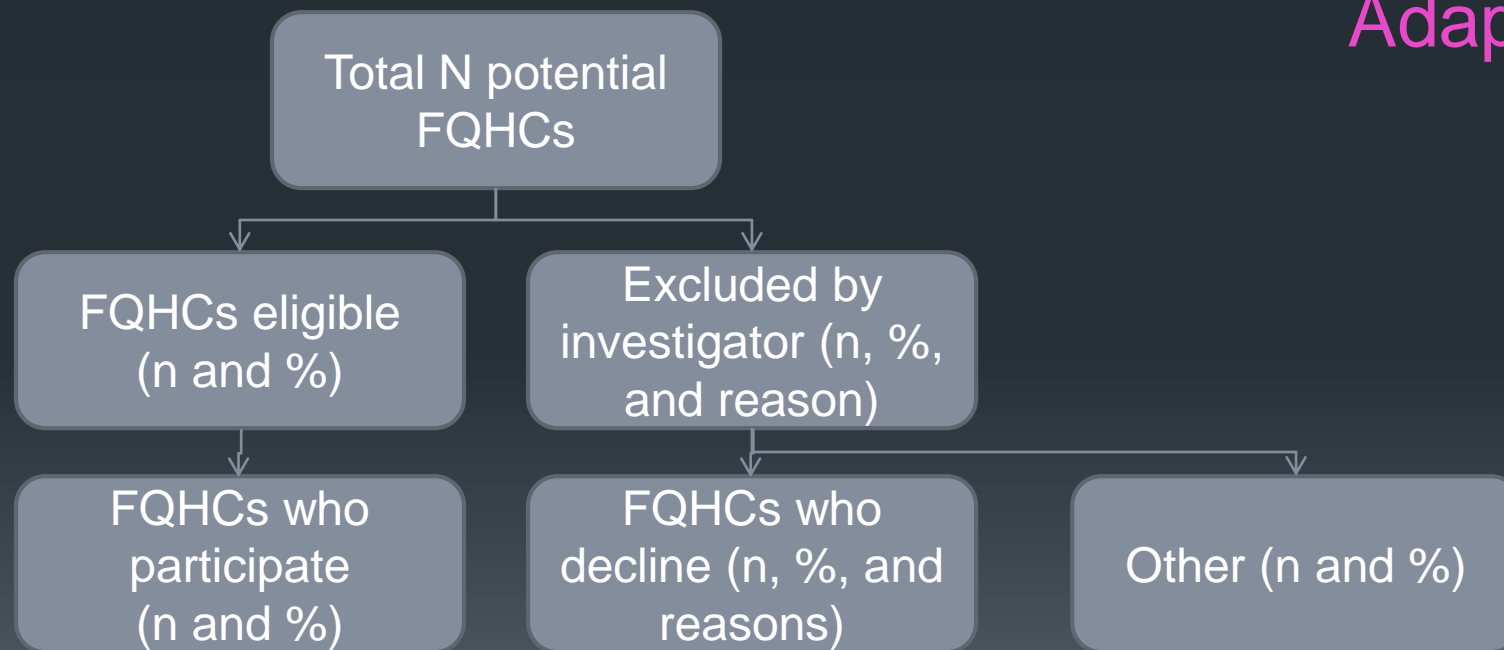 Adap
Total N potential
FQHCs
FQHCs eligible
(n and %)
Excluded by
investigator (n, %,
and reason)
FQHCs who
participate
(n and %)
FQHCs who
decline (n, %, and
reasons)
Other (n and %)